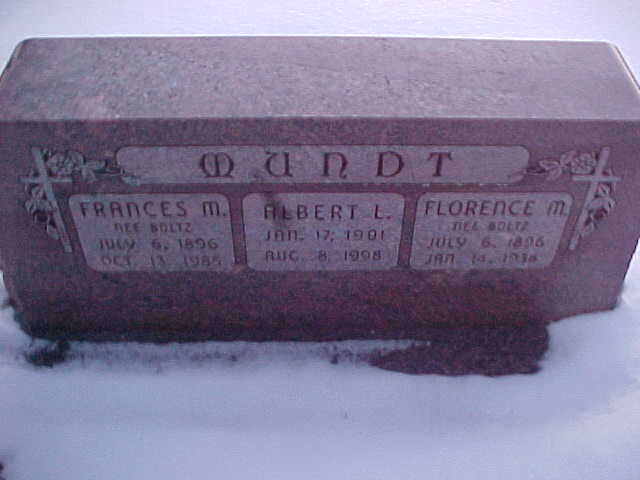 MUNDT
FRANCES M.
NEE BOLTZ
JULY 6, 1896
OCT. 13, 1985
ALBERT L.
JAN. 17, 1901
AUG. 8, 1998
FLORENCE M.
NEE BOLTZ
JULY 6, 1896
JAN. 14, 1936